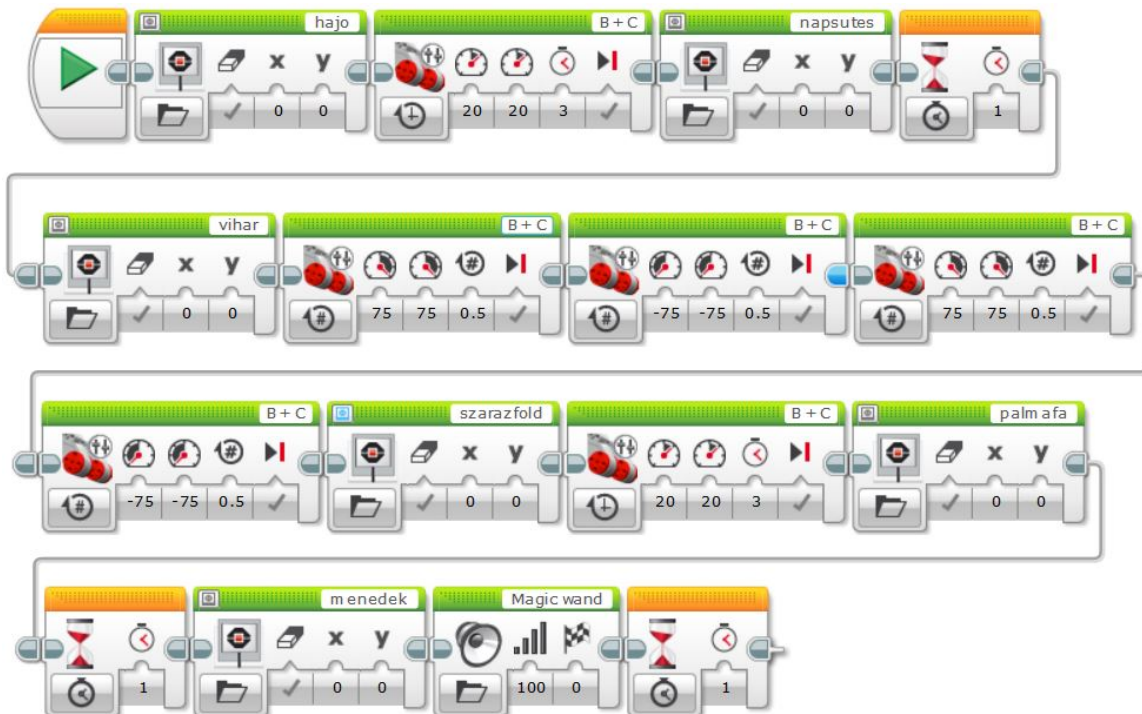 hajo B + C napsutes
x y x y
0 0 20 20 3 0 0 1
vihar B + C B + C B + C
x y # # #
# # #
0 0 75 75 0.5 -75 -75 0.5 75 75 0.5
B + C szarazfold B + C palmafa
# x y x y
# 
-75 -75 0.5 0 0 20 20 3 0 0
menedek Magic wand
x y
1 0 0 100 0 1